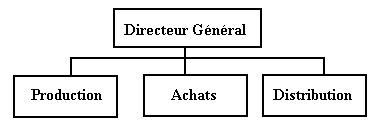 Directeur Général
Production
Achats
Distribution